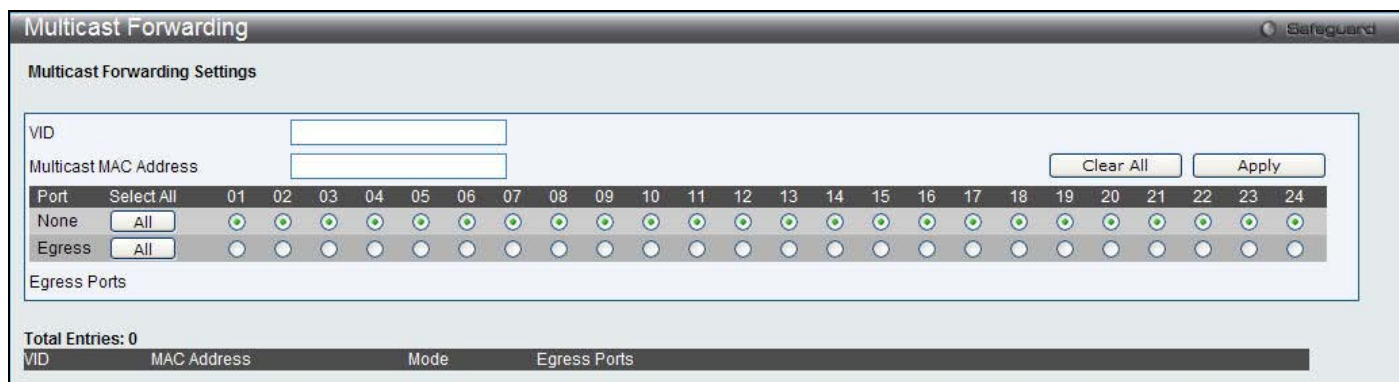 Multicast Forwarding
Safeguard
Multicast Forwarding Settings
VID
Multicast MAC Address
Clear All Apply
Port Select All 01 02 03 04 05 06 07 08 09 10 11 12 13 14 15 16 17 18 19 20 21 22 23 24
None All
Egress All
Egress Ports
Total Entries: 0
VID MAC Address Mode Egress Ports